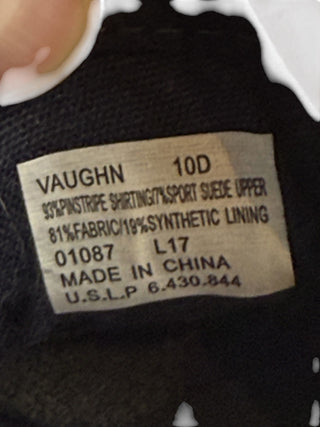 VAUGHN 10D
93%PINSTRIPE SHIRTING/7%SPORT SUEDE UPPER
81%FABRIC/19%SYNTHETIC LINING
01087 L17
MADE IN CHINA
U.S.L.P 6.430.844